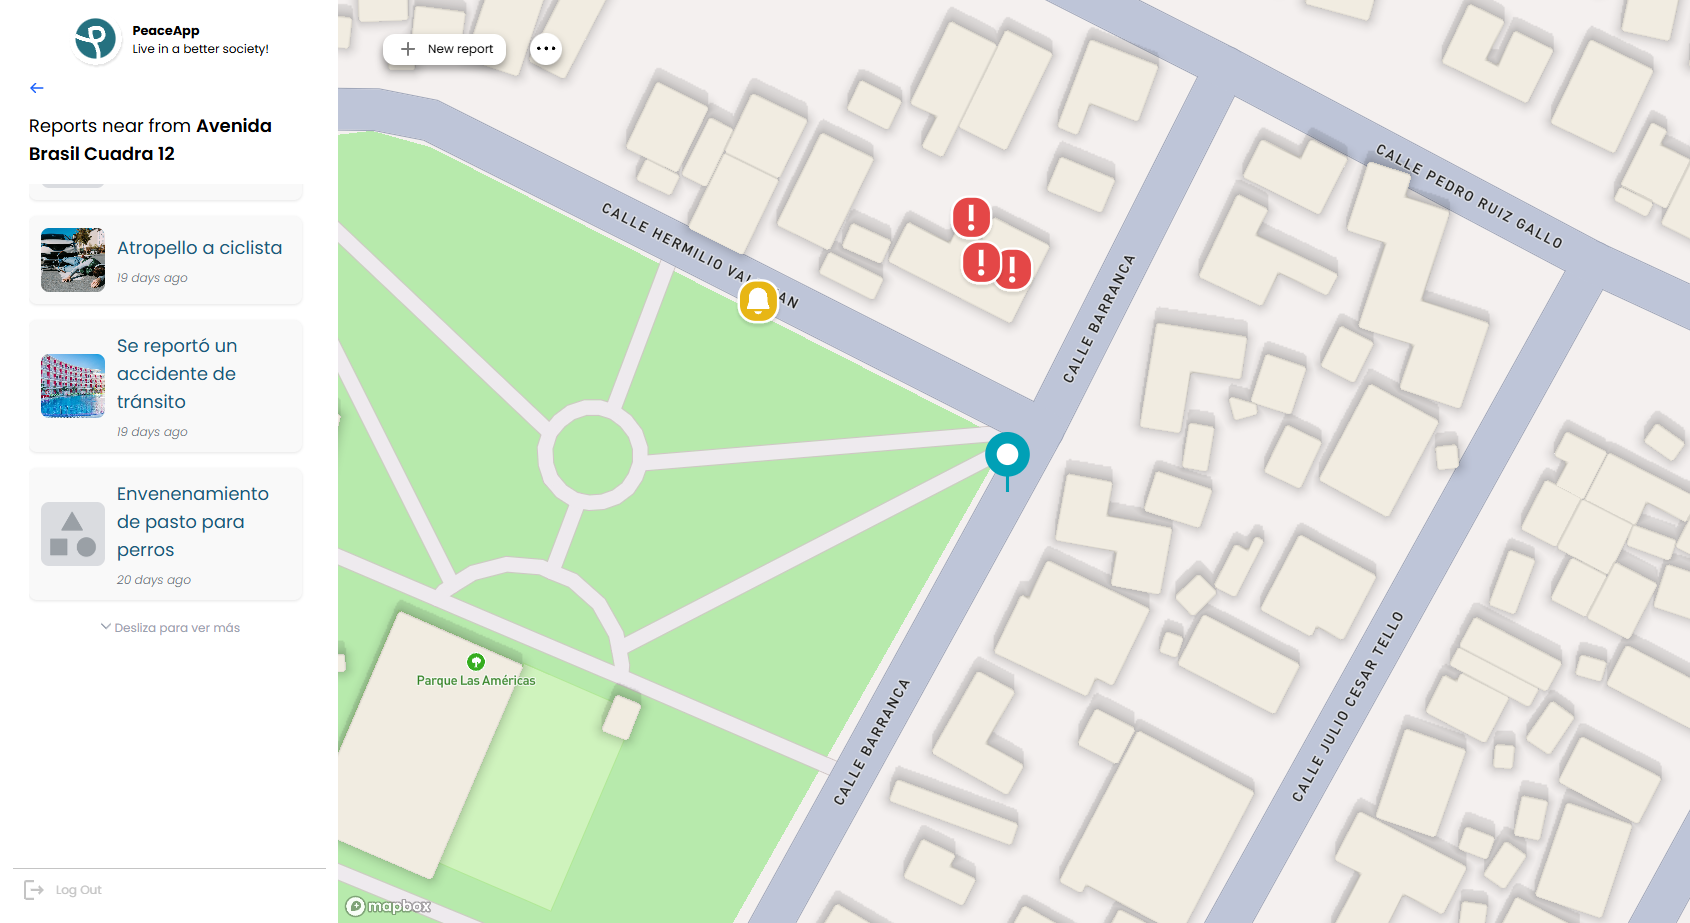 PeaceApp
Live in a better society!
Reports near from Avenida
Brasil Cuadra 12
Atropello a ciclista
19 days ago
Se reportó un
accidente de
tránsito
19 days ago
Envenenamiento
de pasto para
perros
20 days ago
Desliza para ver más
Log Out
New report
CALLE PEDRO RUIZ GALLO
CALLE HERMILIO VAL
AN
CALLE BARRANCA
CALLE BARRANCA
CALLE JULIO CESAR TELLO
Parque Las Américas
mapbox